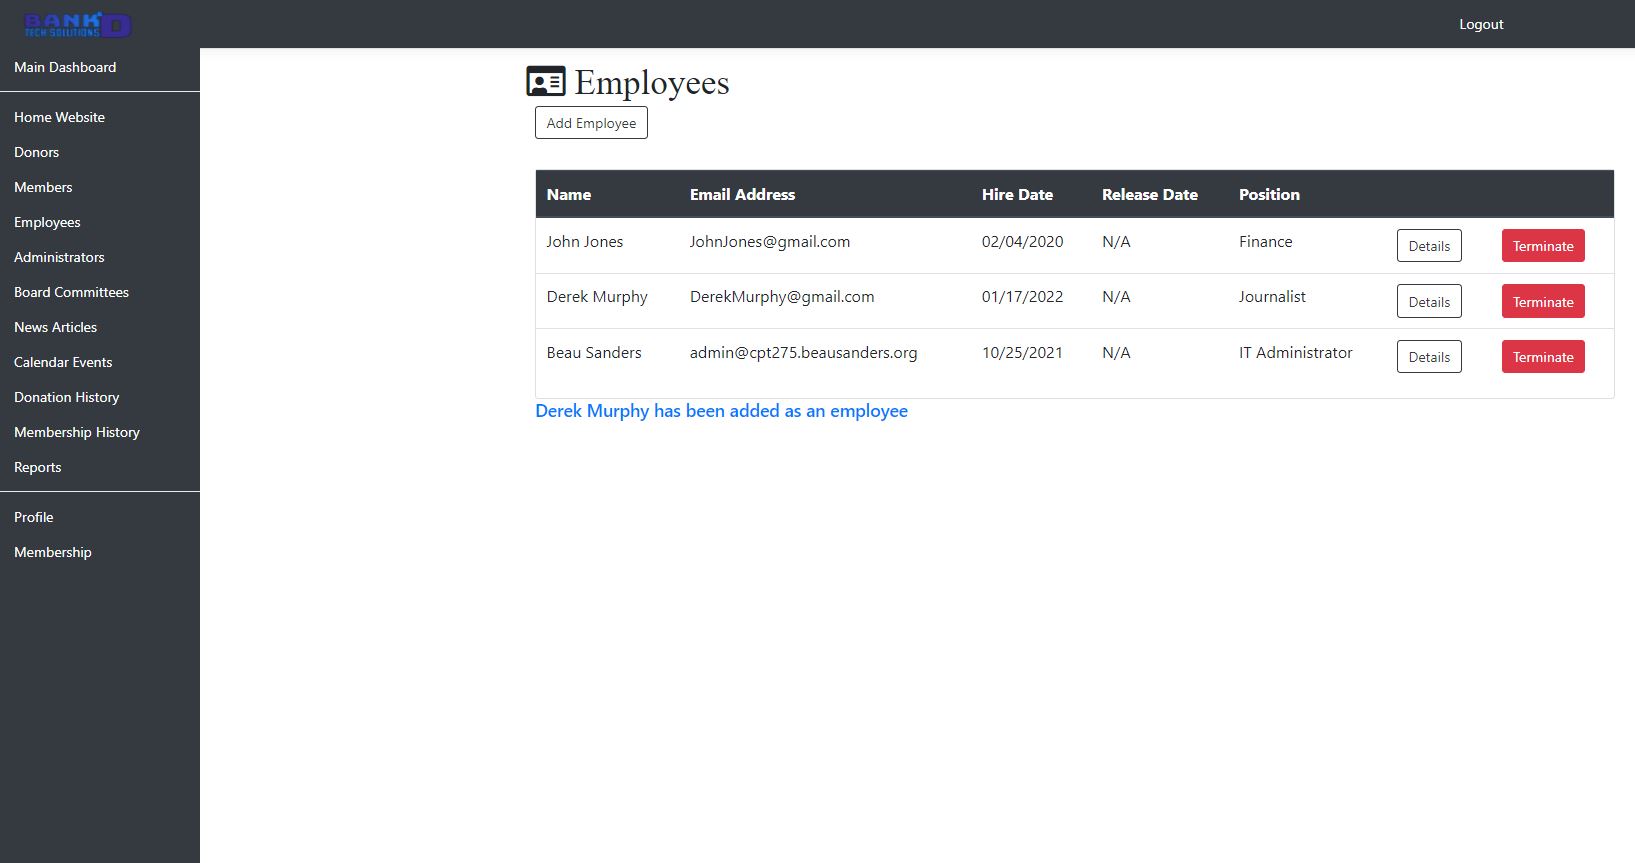 BANK'D
TECH SOLUTIONS
Logout
Main Dashboard
Home Website
Donors
Members
Employees
Administrators
Board Committees
News Articles
Calendar Events
Donation History
Membership History
Reports
Profile
Membership
Employees
Add Employee
Name Email Address Hire Date Release Date Position
John Jones JohnJones@gmail.com 02/04/2020 N/A Finance Details Terminate
Derek Murphy DerekMurphy@gmail.com 01/17/2022 N/A Journalist Details Terminate
Beau Sanders admin@cpt275.beausanders.org 10/25/2021 N/A IT Administrator Details Terminate
Derek Murphy has been added as an employee